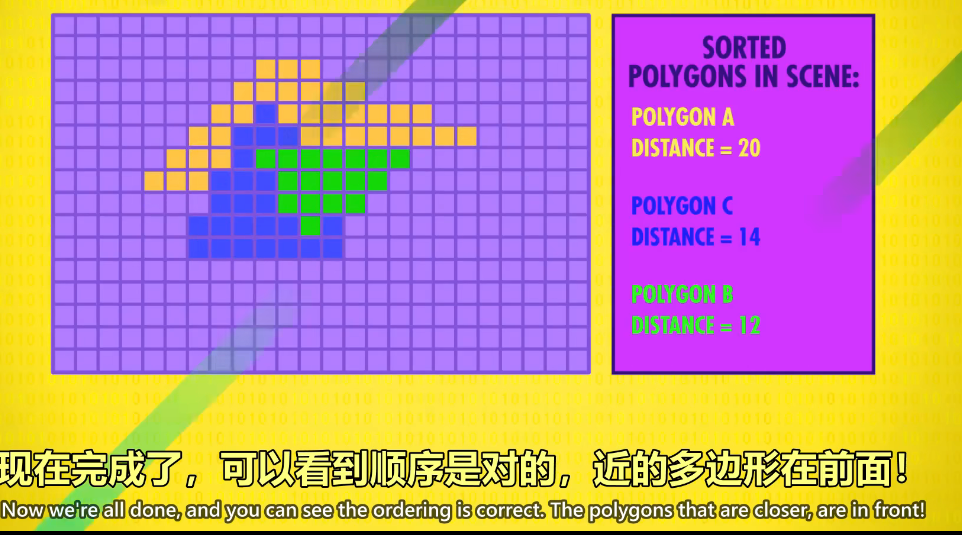 SORTED
POLYGONS IN SCENE:
POLYGON A
DISTANCE = 20
POLYGON C
DISTANCE = 14
POLYGON B
DISTANCE = 12
现在完成了，可以看到顺序是对的，近的多边形在前面！
Now we're all done, and you can see the ordering is correct. The polygons that are closer, are in front!